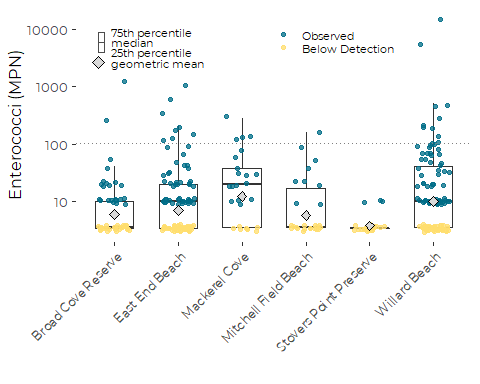 75th percentile
median
25th percentile
geometric mean
Observed
Below Detection
Enterococci (MPN)
10000
1000
100
10
Broad Cove Reserve
East End Beach
Mackerel Cove
Mitchell Field Beach
Stovers Point Preserve
Willard Beach